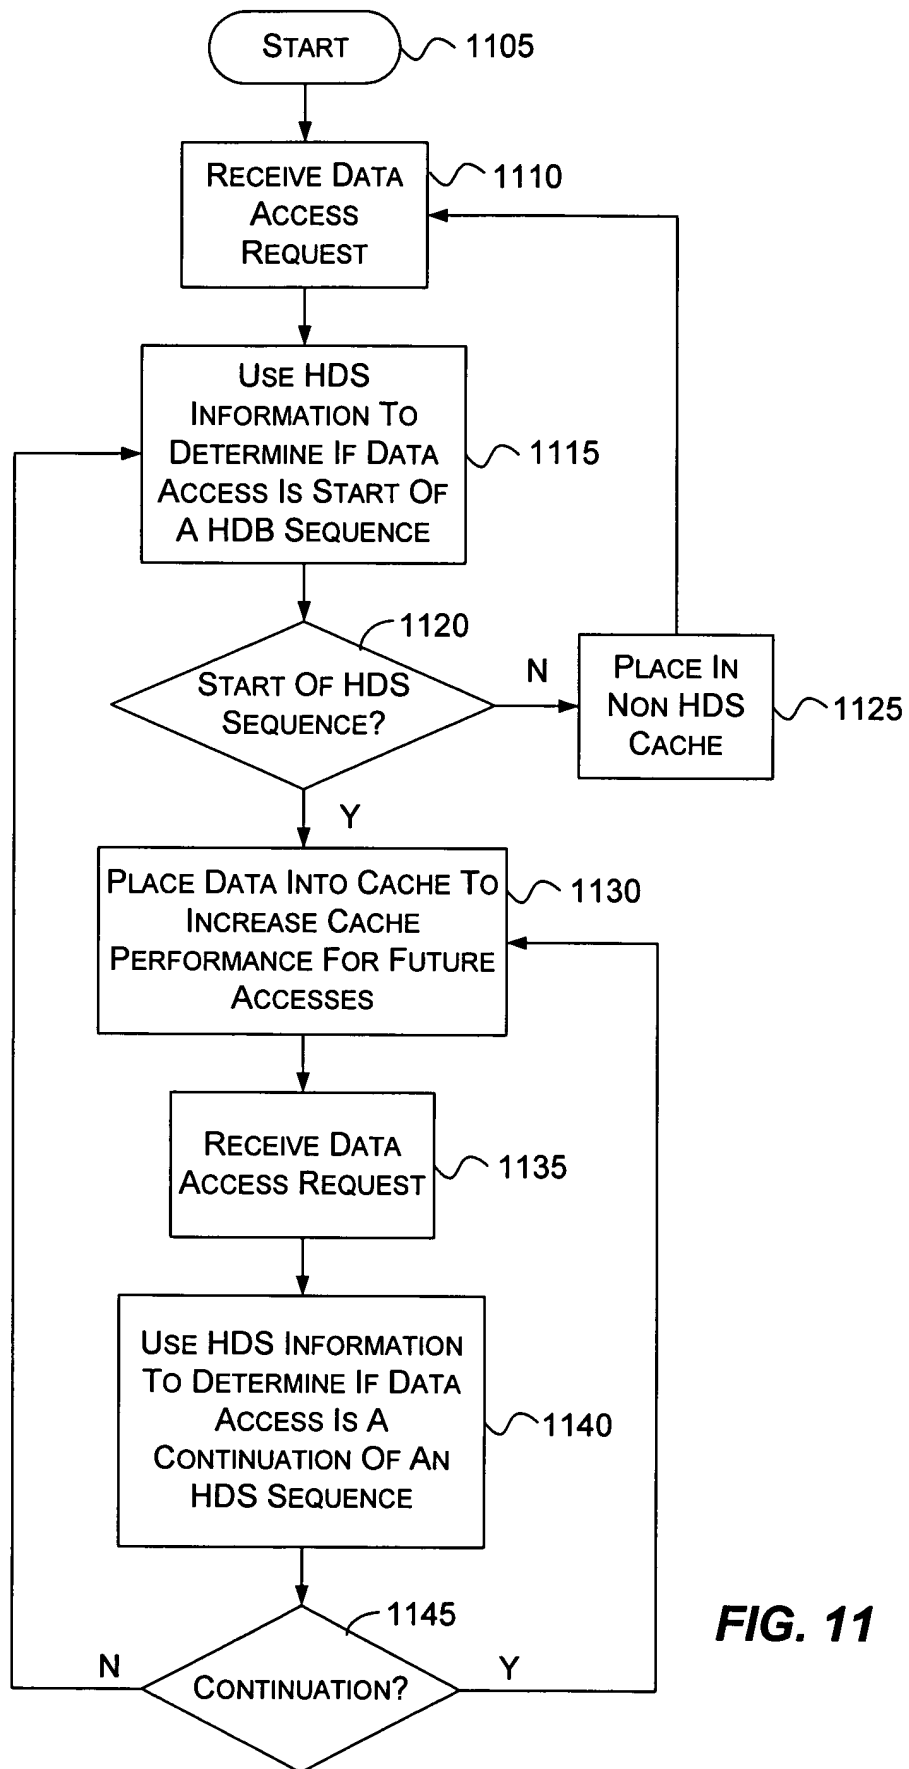 START
1105
RECEIVE DATA
ACCESS
REQUEST
1110
USE HDS
INFORMATION TO
DETERMINE IF DATA
ACCESS IS START OF
A HDB SEQUENCE
1115
1120
START OF HDS
SEQUENCE?
N
PLACE IN
NON HDS
CACHE
1125
Y
PLACE DATA INTO CACHE TO
INCREASE CACHE
PERFORMANCE FOR FUTURE
ACCESSES
1130
RECEIVE DATA
ACCESS REQUEST
1135
USE HDS INFORMATION
TO DETERMINE IF DATA
ACCESS IS A
CONTINUATION OF AN
HDS SEQUENCE
1140
1145
N
CONTINUATION?
Y
FIG. 11